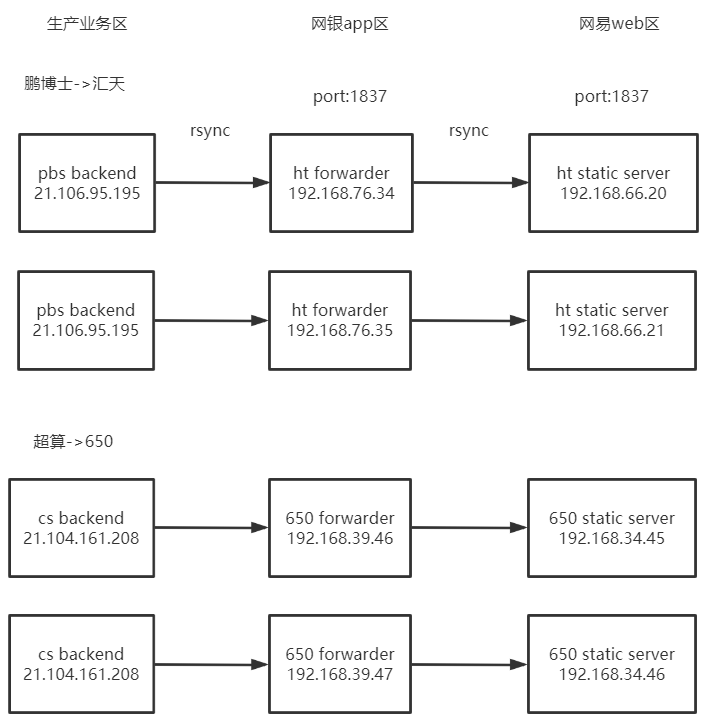 生产业务区
网银app区
网易web区
鹏博士->汇天
port:1837
port:1837
rsync
rsync
pbs backend
21.106.95.195
ht forwarder
192.168.76.34
ht static server
192.168.66.20
pbs backend
21.106.95.195
ht forwarder
192.168.76.35
ht static server
192.168.66.21
超算->650
cs backend
21.104.161.208
650 forwarder
192.168.39.46
650 static server
192.168.34.45
cs backend
21.104.161.208
650 forwarder
192.168.39.47
650 static server
192.168.34.46